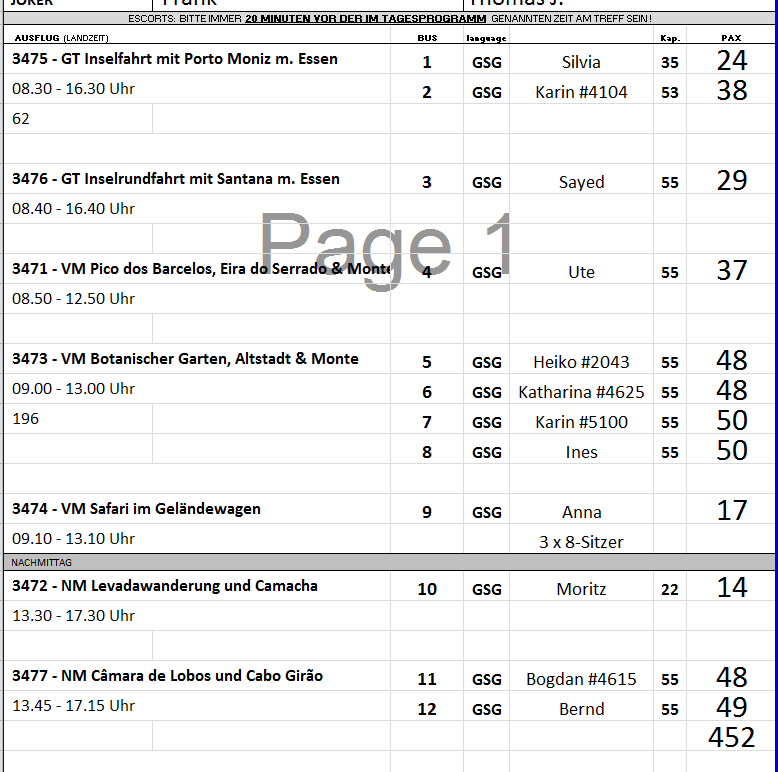 JOKER Frank Thomas J.
ESCORTS: BITTE IMMER 20 MINUTEN VOR DER IM TAGESPROGRAMM GENANNTEN ZEIT AM TREFF SEIN!
AUSFLUG (LANDZEIT) BUS language Kap. PAX
3475 - GT Inselfahrt mit Porto Moniz m. Essen 1 GSG Silvia 35 24
08.30 - 16.30 Uhr 2 GSG Karin #4104 53 38
62
3476 - GT Inselrundfahrt mit Santana m. Essen 3 GSG Sayed 55 29
08.40 - 16.40 Uhr
Page 1
3471 - VM Pico dos Barcelos, Eira do Serrado & Monte 4 GSG Ute 55 37
08.50 - 12.50 Uhr
3473 - VM Botanischer Garten, Altstadt & Monte 5 GSG Heiko #2043 55 48
09.00 - 13.00 Uhr 6 GSG Katharina #4625 55 48
196 7 GSG Karin #5100 55 50
8 GSG Ines 55 50
3474 - VM Safari im Geländewagen 9 GSG Anna 17
09.10 - 13.10 Uhr 3 x 8-Sitzer
NACHMITTAG
3472 - NM Levadawanderung und Camacha 10 GSG Moritz 22 14
13.30 - 17.30 Uhr
3477 - NM Câmara de Lobos und Cabo Girão 11 GSG Bogdan #4615 55 48
13.45 - 17.15 Uhr 12 GSG Bernd 55 49
452